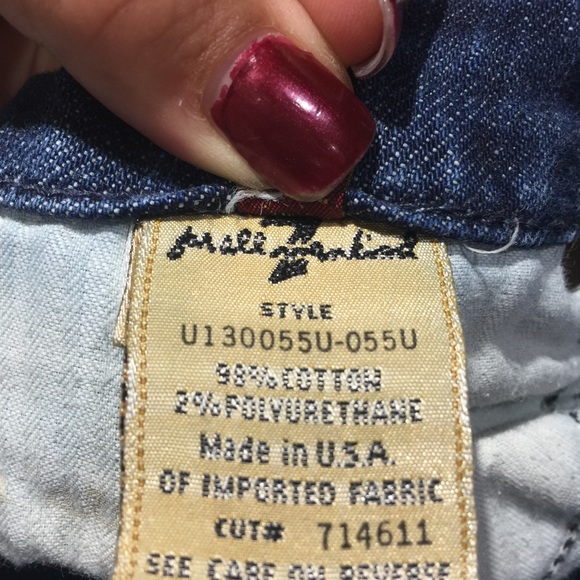 7
for all mankind
STYLE
U130055U-055U
98% COTTON
2% POLYURETHANE
Made in U.S.A.
OF IMPORTED FABRIC
CUT# 714611
SEE CARE ON REVERSE